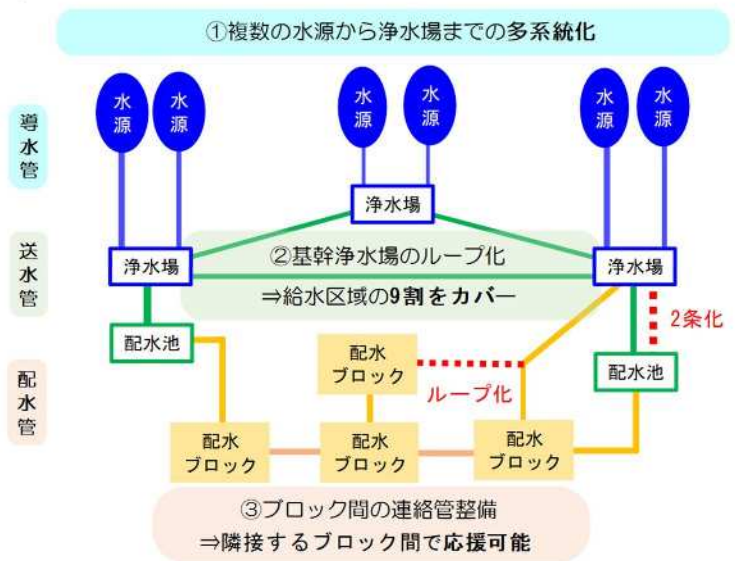 ①複数の水源から浄水場までの多系統化
導水管
水源
水源
水源
水源
水源
水源
浄水場
送水管
浄水場
②基幹浄水場のループ化
⇒給水区域の9割をカバー
浄水場
2条化
配水池
配水池
配水管
配水
ブロック
ループ化
配水
ブロック
配水
ブロック
配水
ブロック
③ブロック間の連絡管整備
⇒隣接するブロック間で応援可能